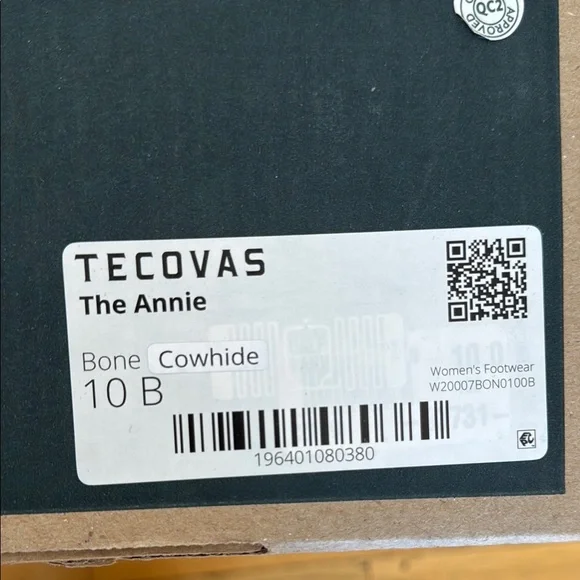 QC2
APPROVED
TECOVAS
The Annie
Bone Cowhide
10 B
Women's Footwear
W20007BON0100B
196401080380